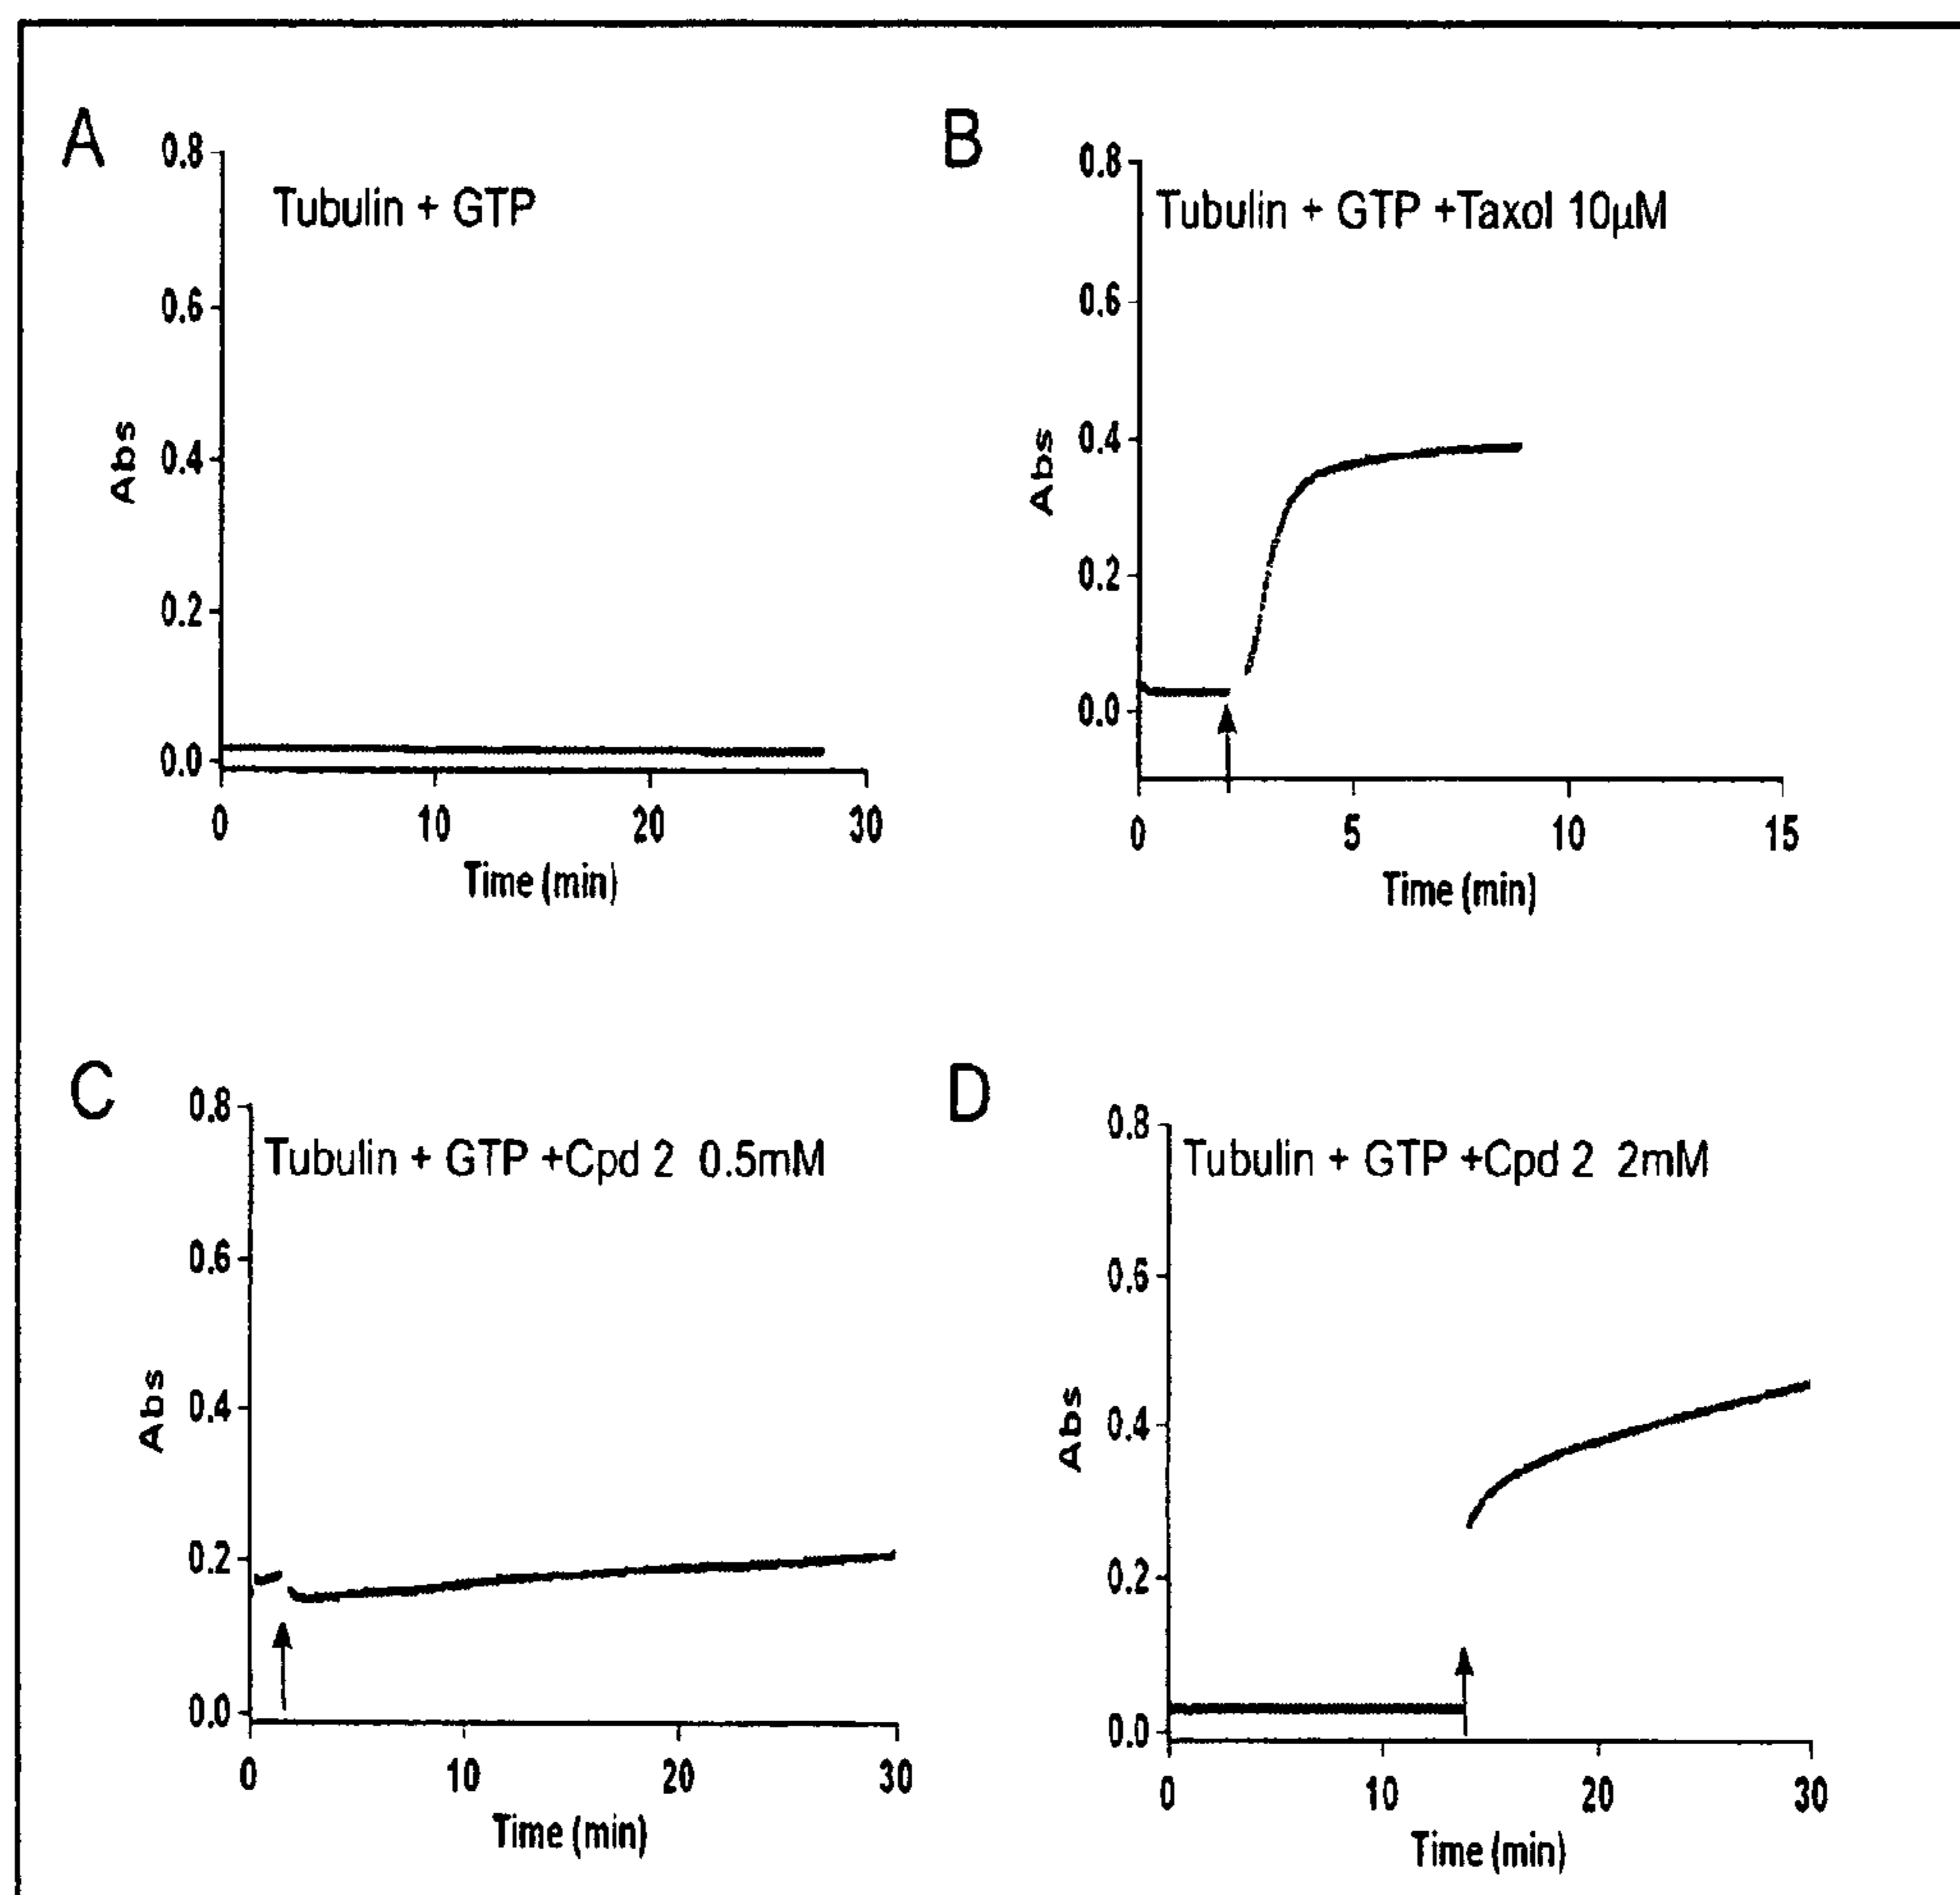 A
Tubulin + GTP
0.8
0.6
0.4
0.2
0.0
Abs
0
10
20
30
Time (min)
B
Tubulin + GTP +Taxol 10µM
0.8
0.6
0.4
0.2
0.0
Abs
0
5
10
15
Time (min)
C
Tubulin + GTP +Cpd 2 0.5mM
0.8
0.6
0.4
0.2
0.0
Abs
0
10
20
30
Time (min)
D
Tubulin + GTP +Cpd 2 2mM
0.8
0.6
0.4
0.2
0.0
Abs
0
10
20
30
Time (min)